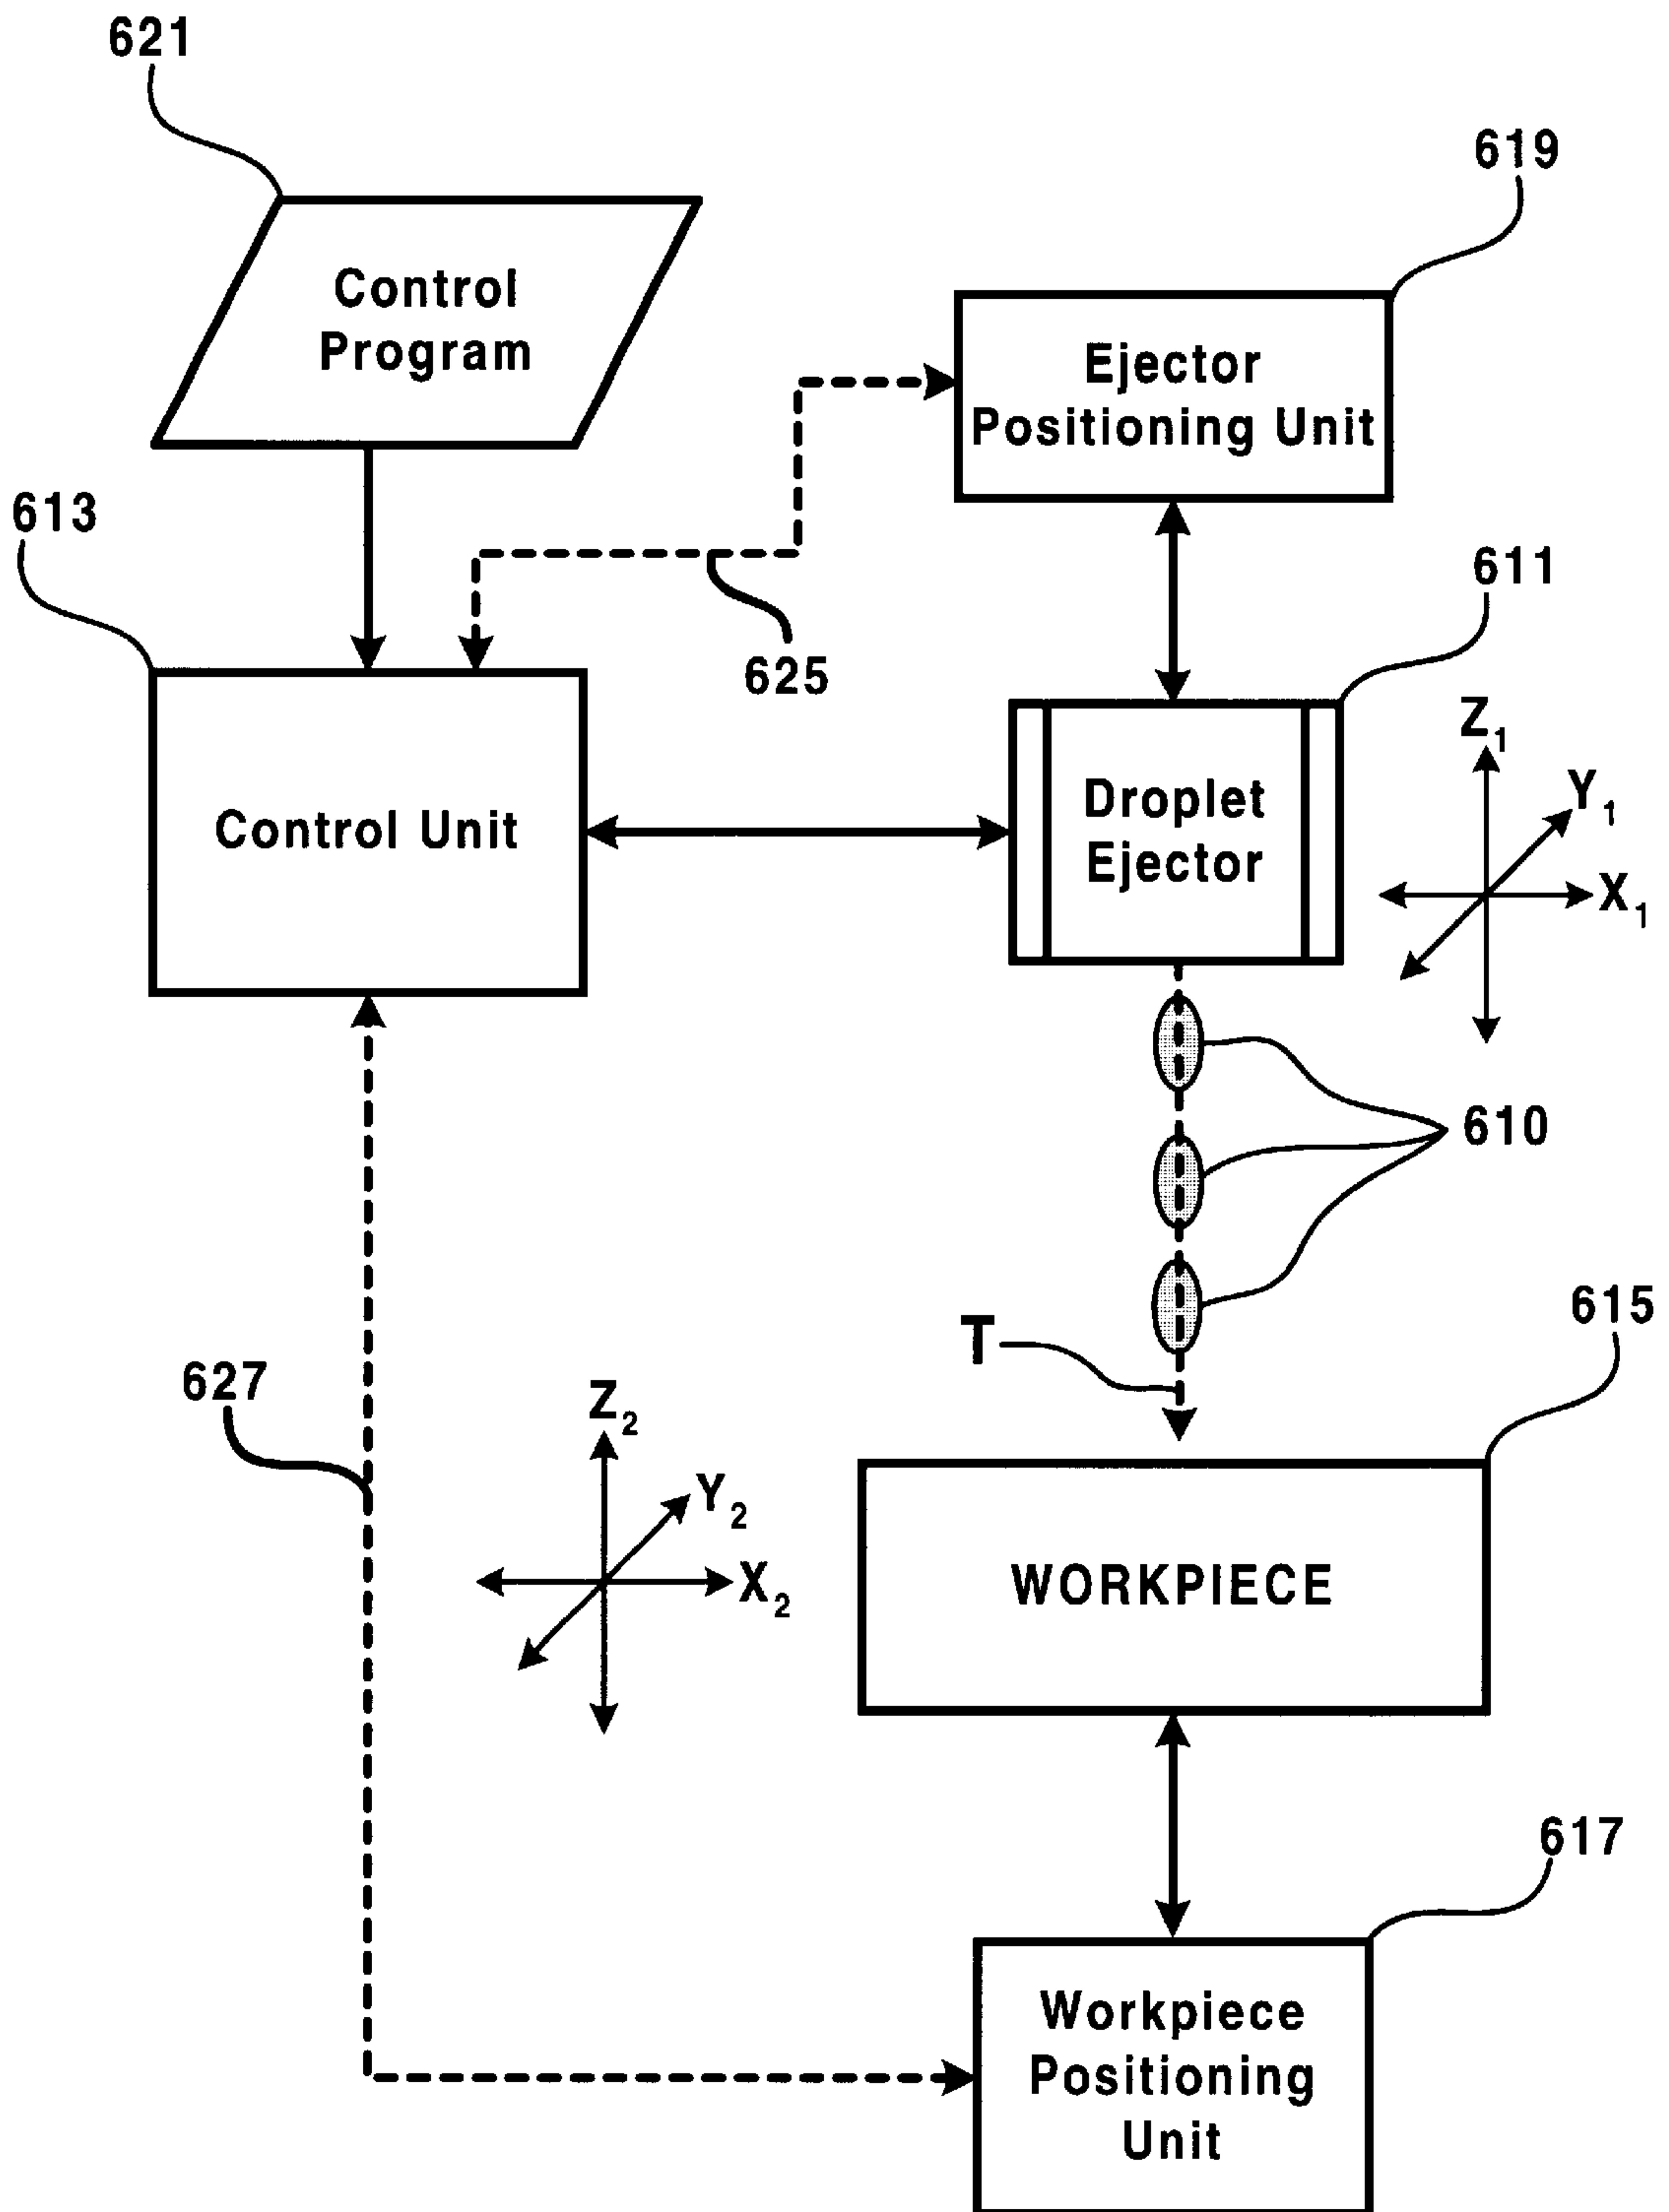 621
619
Control
Program
Ejector
Positioning Unit
613
611
625
Z1
Y1
X1
Control Unit
Droplet
Ejector
610
615
T
627
Z2
Y2
X2
WORKPIECE
617
Workpiece
Positioning
Unit